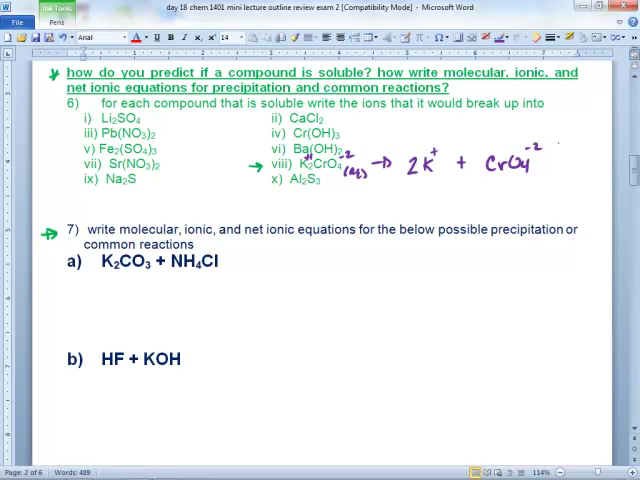 Ink Tools
day 18 chem 1401 mini lecture outline review exam 2 [Compatibility Mode] - Microsoft Word
File Pens
Arial 14
how do you predict if a compound is soluble? how write molecular, ionic, and
net ionic equations for precipitation and common reactions?
6) for each compound that is soluble write the ions that it would break up into
i) Li2SO4 ii) CaCl2
iii) Pb(NO3)2 iv) Cr(OH)3
v) Fe2(SO4)3 vi) Ba(OH)2
vii) Sr(NO3)2 viii) K2CrO4 (aq) → 2K+ + CrO4-2
+1 -2
ix) Na2S x) Al2S3
7) write molecular, ionic, and net ionic equations for the below possible precipitation or
common reactions
a) K2CO3 + NH4Cl
b) HF + KOH
Page: 2 of 6 Words: 489 114%